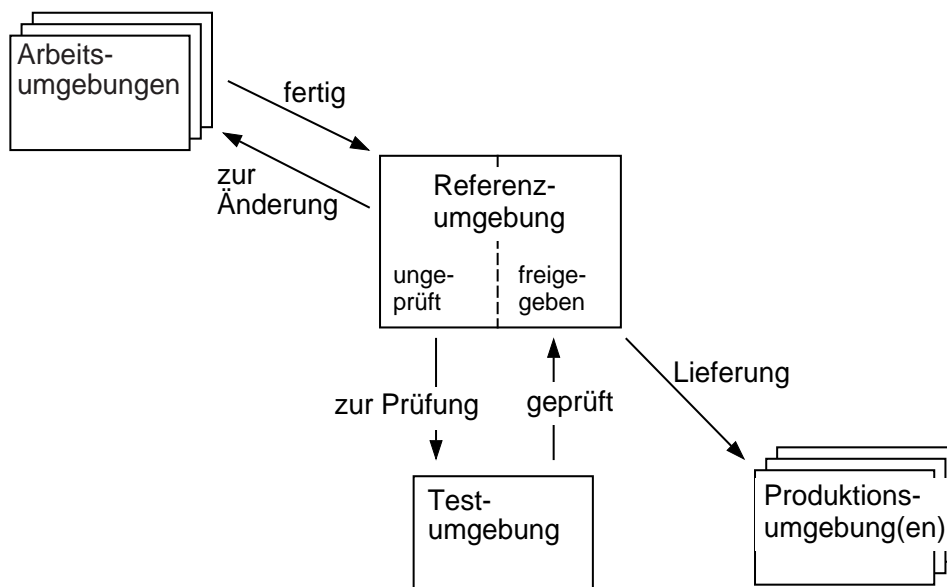 Arbeits-
umgebungen
fertig
zur
Änderung
Referenz-
umgebung
unge-
prüft
freige-
geben
Lieferung
zur Prüfung
geprüft
Test-
umgebung
Produktions-
umgebung(en)